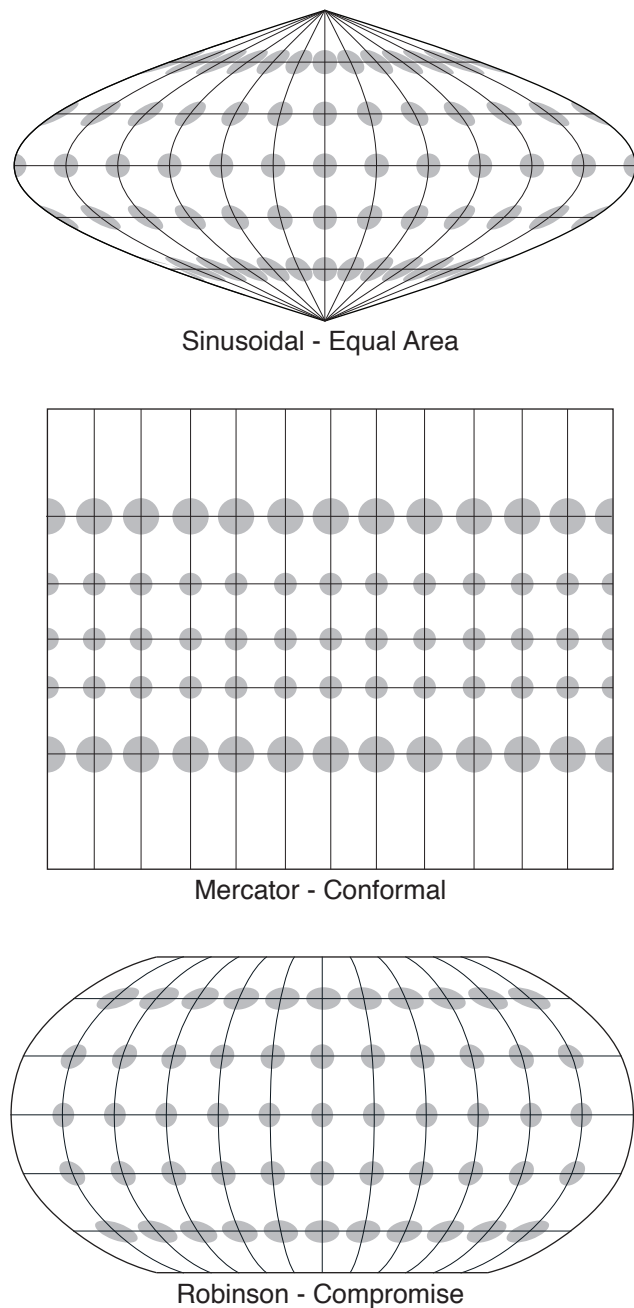 Sinusoidal - Equal Area
Mercator - Conformal
Robinson - Compromise